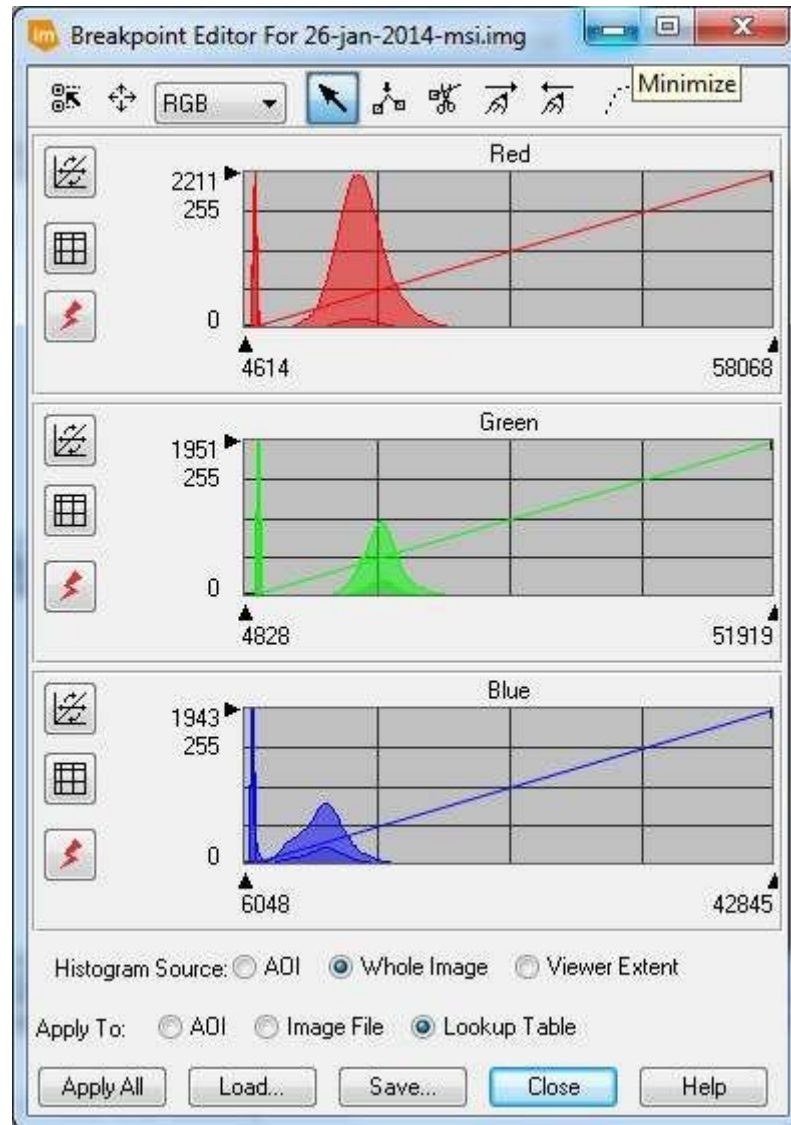 Im Breakpoint Editor For 26-jan-2014-msi.img
Minimize
RGB
Red
2211
255
0
4614 58068
Green
1951
255
0
4828 51919
Blue
1943
255
0
6048 42845
Histogram Source: AOI Whole Image Viewer Extent
Apply To: AOI Image File Lookup Table
Apply All Load... Save... Close Help